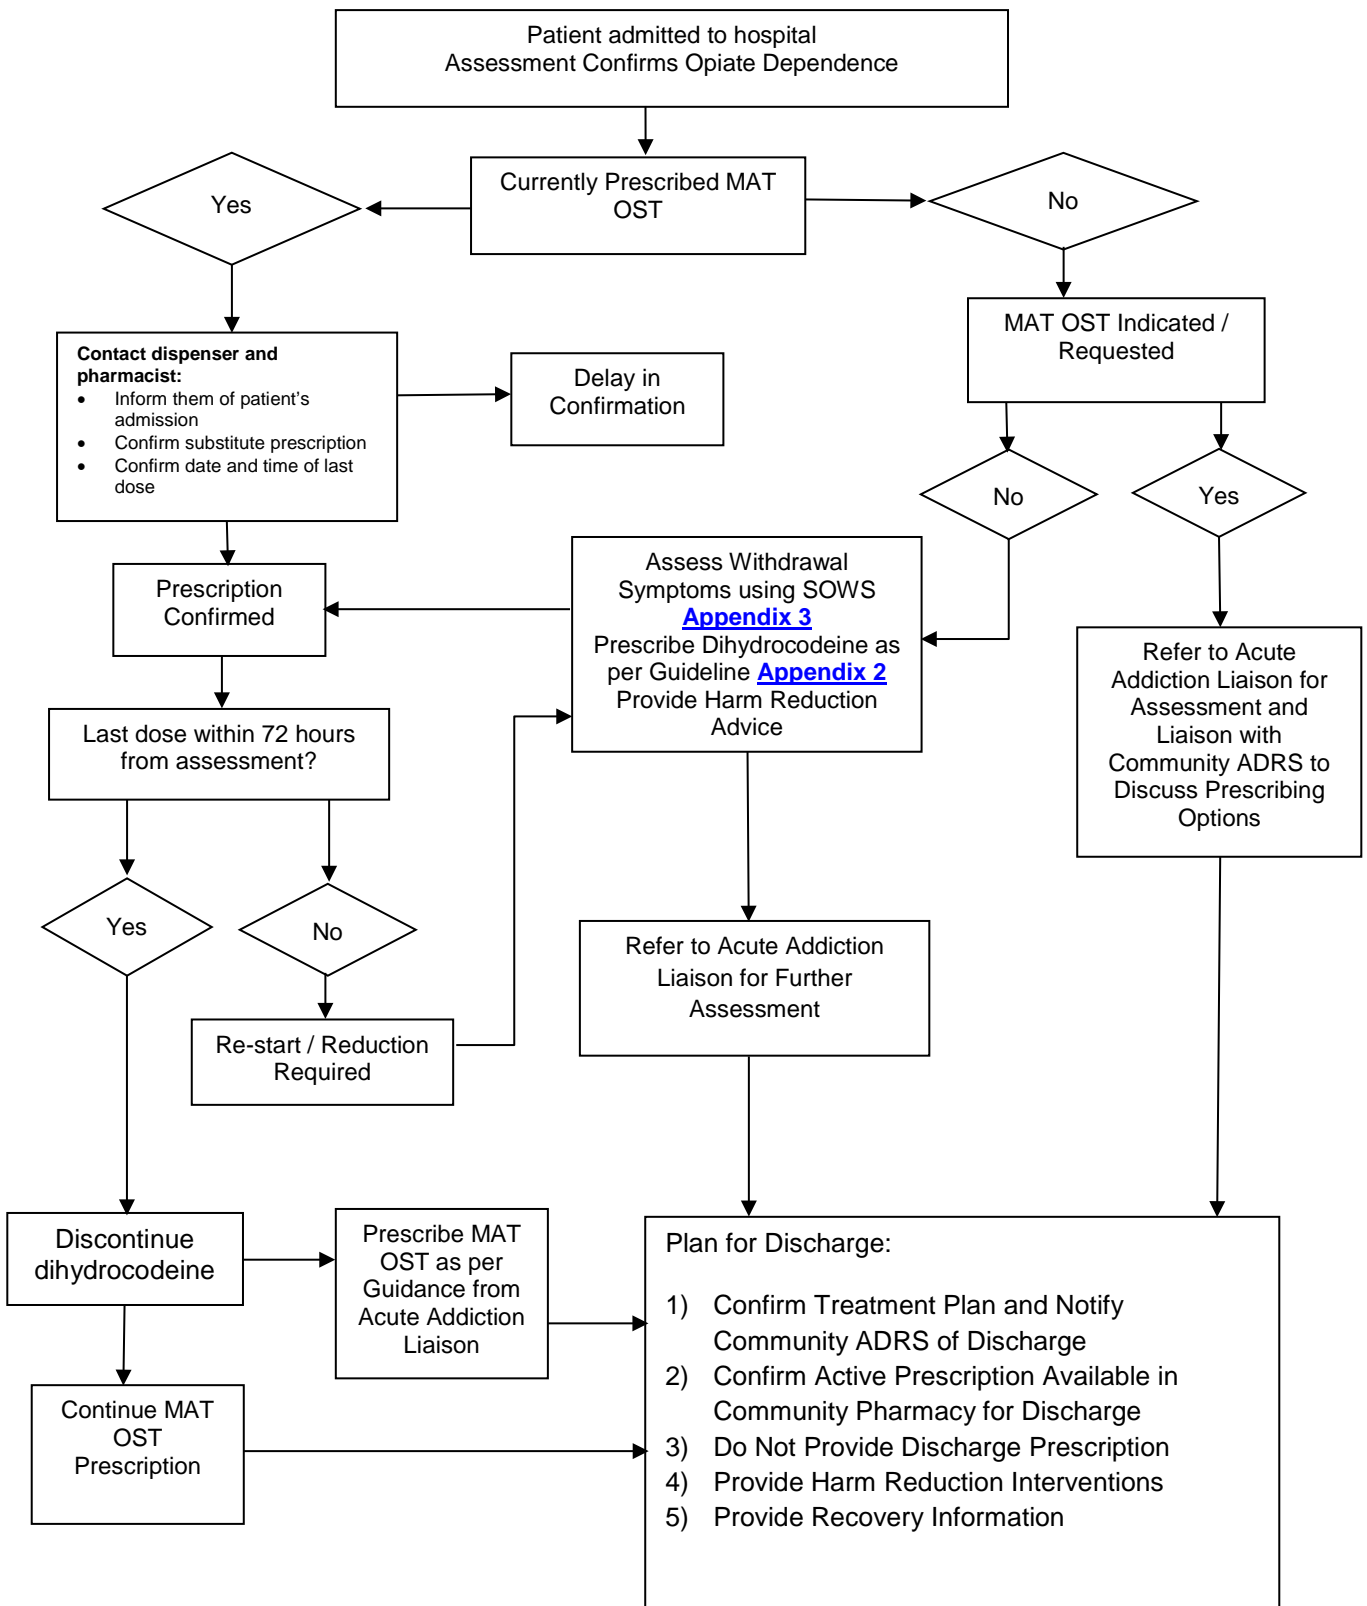 Patient admitted to hospital
Assessment Confirms Opiate Dependence
Currently Prescribed MAT
OST
Yes
No
Contact dispenser and
pharmacist:
• Inform them of patient's
admission
• Confirm substitute prescription
• Confirm date and time of last
dose
Delay in
Confirmation
MAT OST Indicated /
Requested
No
Yes
Prescription
Confirmed
Assess Withdrawal
Symptoms using SOWS
Appendix 3
Prescribe Dihydrocodeine as
per Guideline Appendix 2
Provide Harm Reduction
Advice
Refer to Acute
Addiction Liaison for
Assessment and
Liaison with
Community ADRS to
Discuss Prescribing
Options
Last dose within 72 hours
from assessment?
Yes
No
Re-start / Reduction
Required
Refer to Acute Addiction
Liaison for Further
Assessment
Discontinue
dihydrocodeine
Prescribe MAT
OST as per
Guidance from
Acute Addiction
Liaison
Continue MAT
OST
Prescription
Plan for Discharge:
1) Confirm Treatment Plan and Notify
Community ADRS of Discharge
2) Confirm Active Prescription Available in
Community Pharmacy for Discharge
3) Do Not Provide Discharge Prescription
4) Provide Harm Reduction Interventions
5) Provide Recovery Information